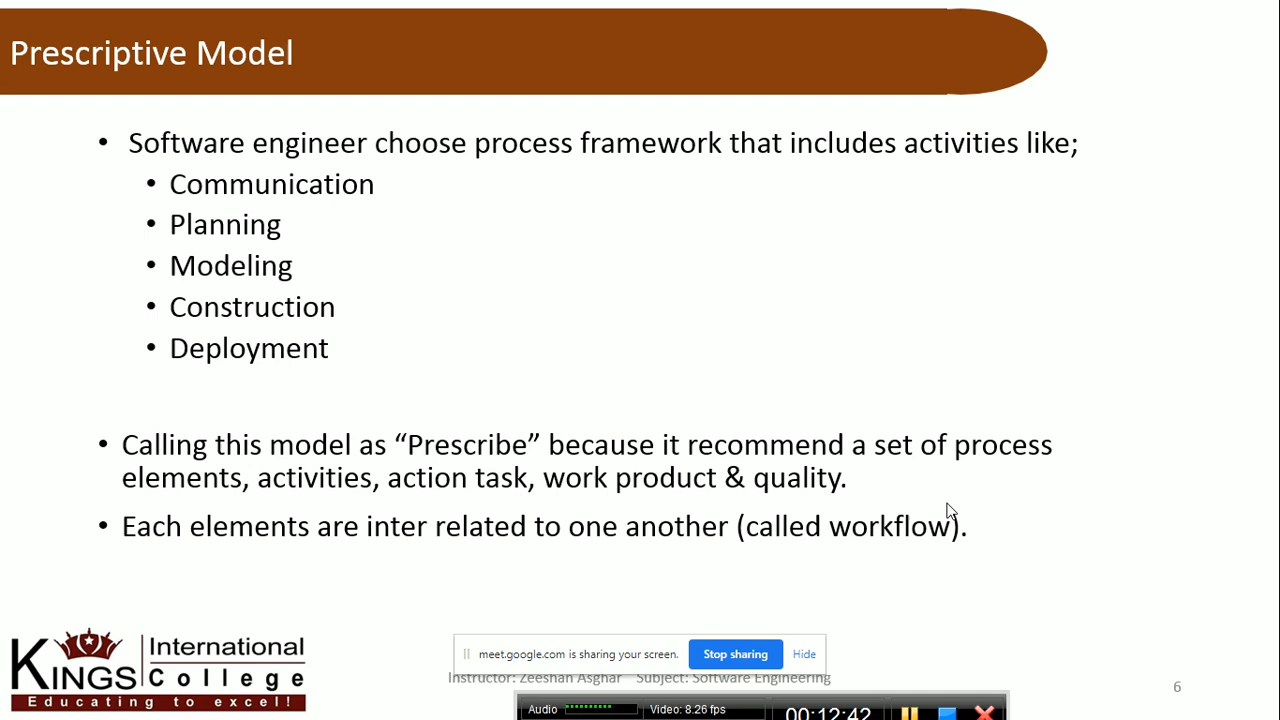 Prescriptive Model
• Software engineer choose process framework that includes activities like;
• Communication
• Planning
• Modeling
• Construction
• Deployment
• Calling this model as “Prescribe” because it recommend a set of process
elements, activities, action task, work product & quality.
• Each elements are inter related to one another (called workflow).
KINGS International College
Educating to excel!
meet.google.com is sharing your screen. Stop sharing Hide
Instructor: Zeeshan Asghar Subject: Software Engineering
6
Audio Video: 8.26 fps 00:12:42